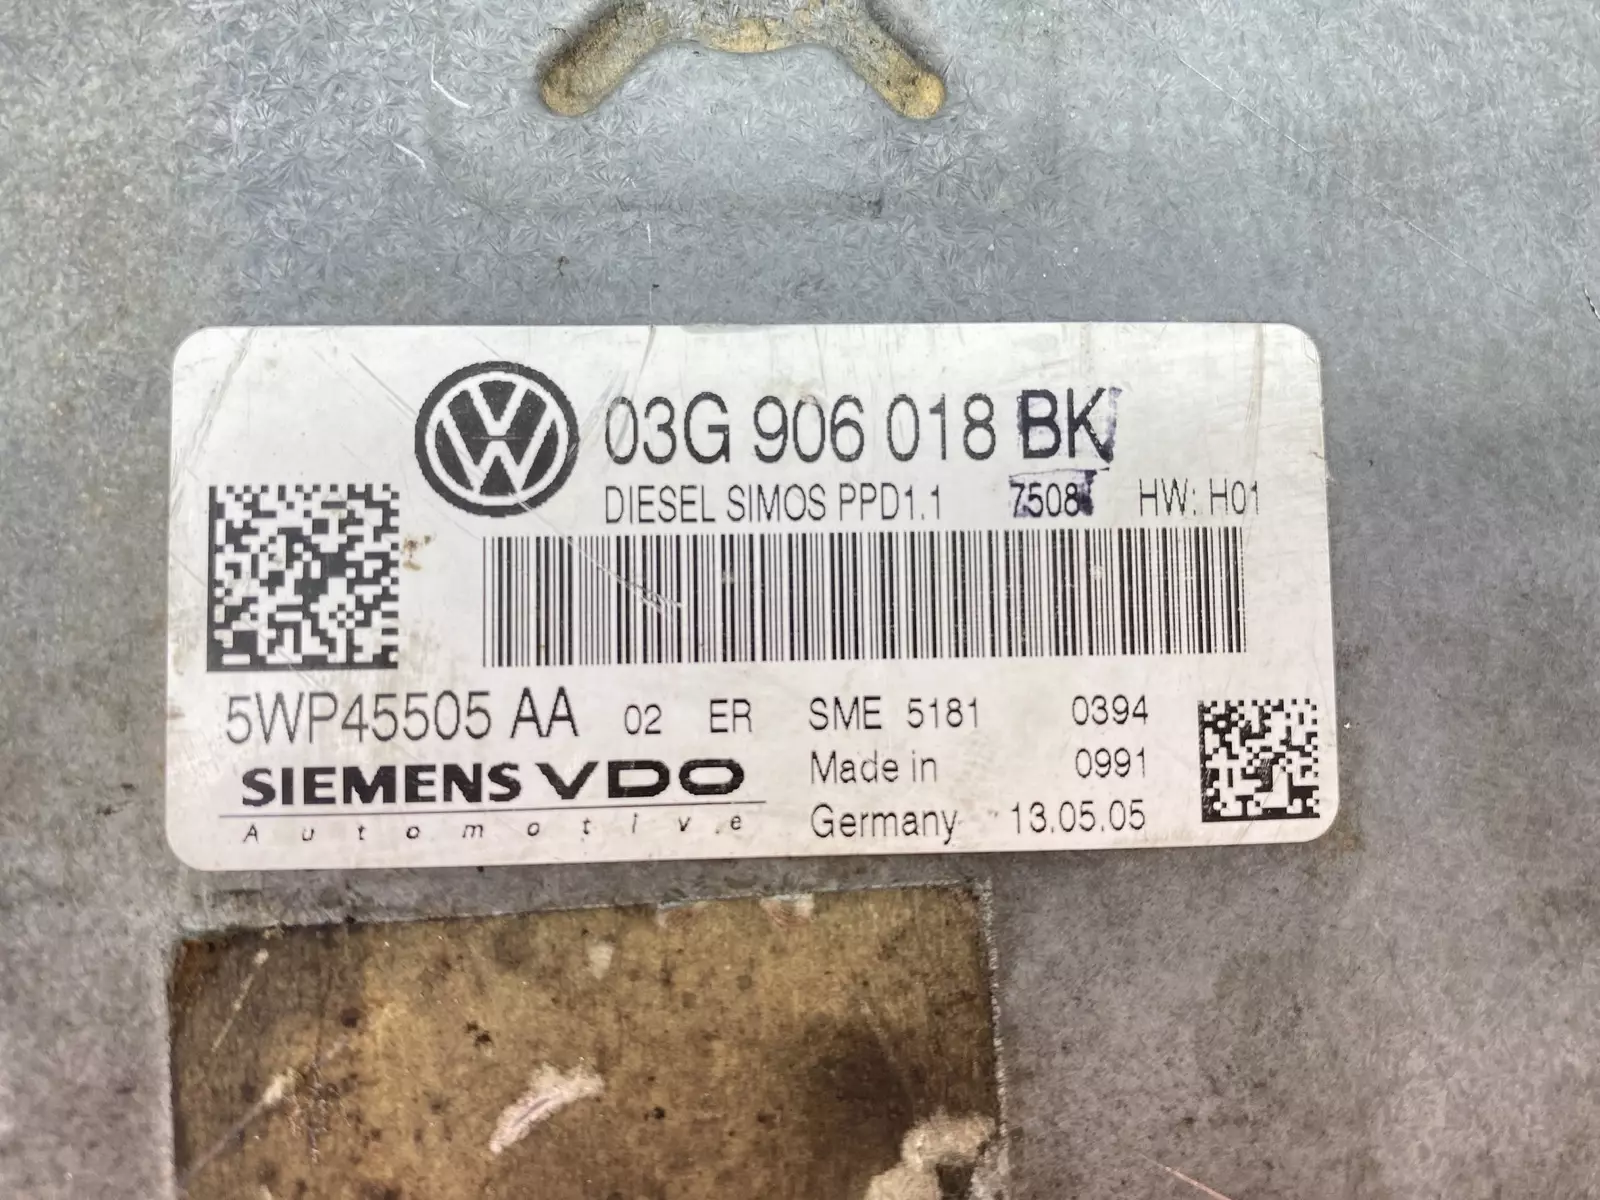 03G 906 018 BK
DIESEL SIMOS PPD1.1 7508 HW: H01
5WP45505 AA 02 ER SME 5181 0394
SIEMENS VDO Made in 0991
Automotive Germany 13.05.05